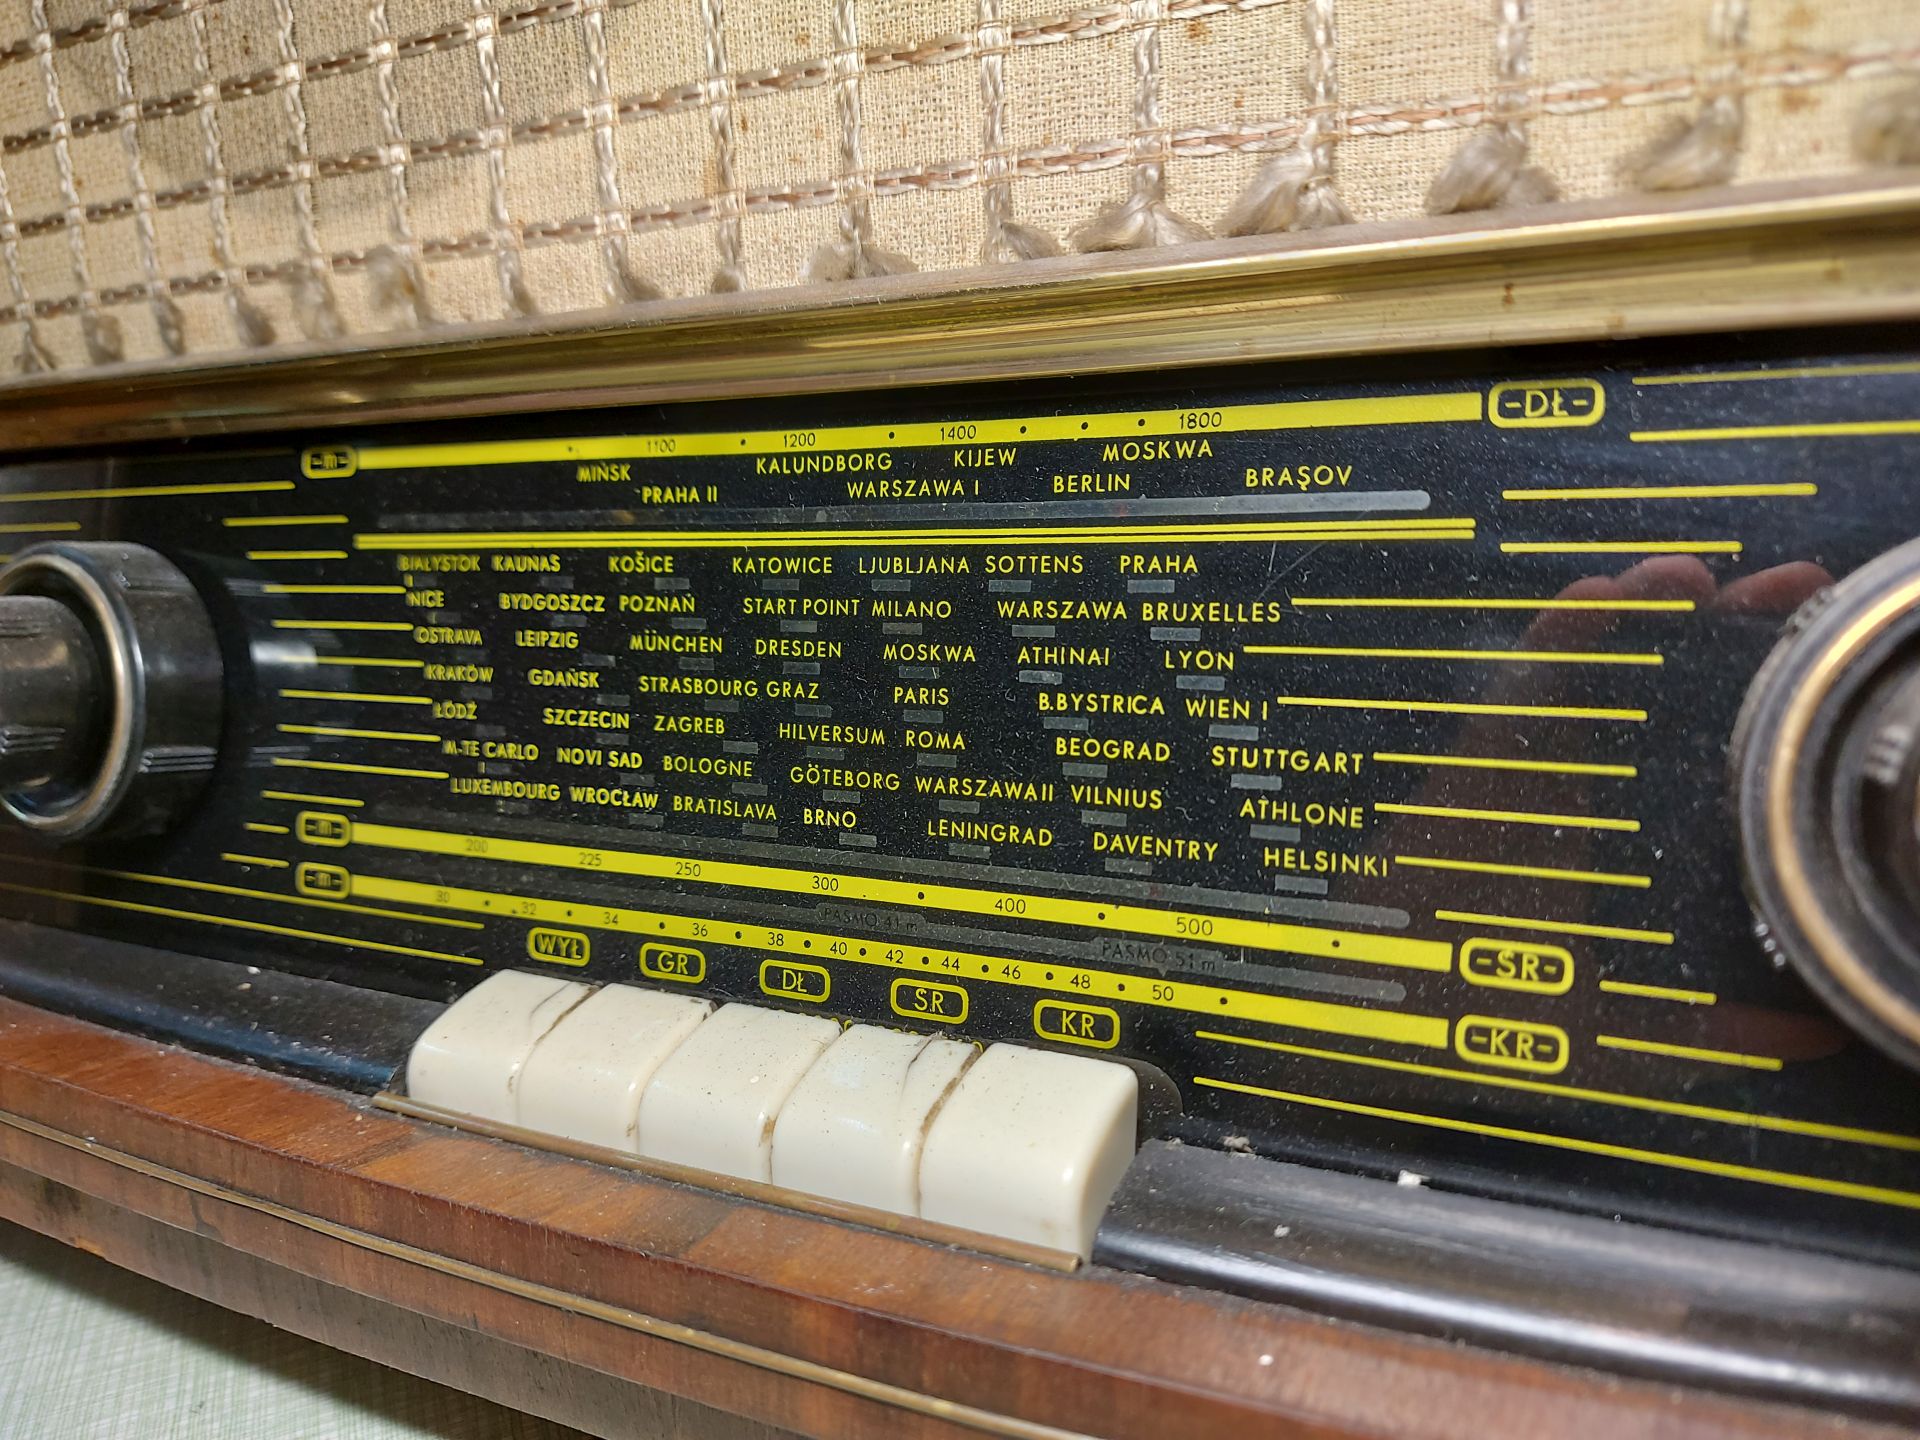 -m- 1100 1200 1400 1800 -DŁ-
MIŃSK KALUNDBORG KIJEW MOSKWA
PRAHA II WARSZAWA I BERLIN BRAŞOV
BIAŁYSTOK KAUNAS KOŠICE KATOWICE LJUBLJANA SOTTENS PRAHA
NICE BYDGOSZCZ POZNAŃ START POINT MILANO WARSZAWA BRUXELLES
OSTRAVA LEIPZIG MÜNCHEN DRESDEN MOSKWA ATHINAI LYON
KRAKÓW GDAŃSK STRASBOURG GRAZ PARIS B.BYSTRICA WIEN I
ŁÓDŹ SZCZECIN ZAGREB HILVERSUM ROMA BEOGRAD STUTTGART
M-TE CARLO NOVI SAD BOLOGNE GÖTEBORG WARSZAWA II VILNIUS ATHLONE
LUXEMBOURG WROCŁAW BRATISLAVA BRNO LENINGRAD DAVENTRY HELSINKI
-m- 200 225 250 300 400 500 -ŚR-
PASMO 41 m PASMO 51 m
-m- 30 32 34 36 38 40 42 44 46 48 50 -KR-
WYŁ GR DŁ ŚR KR